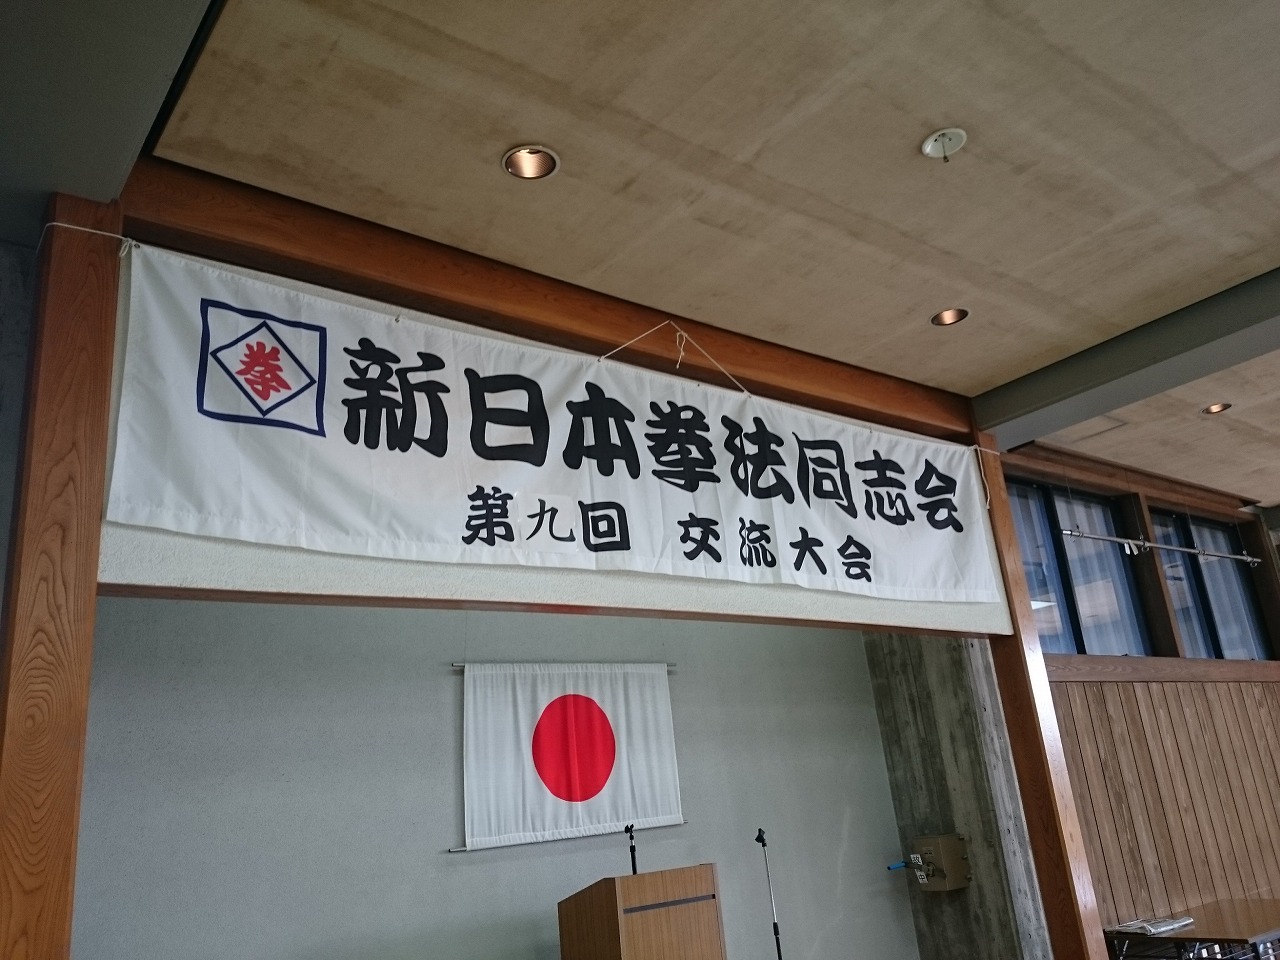 拳
新日本拳法同志会
第九回 交流大会